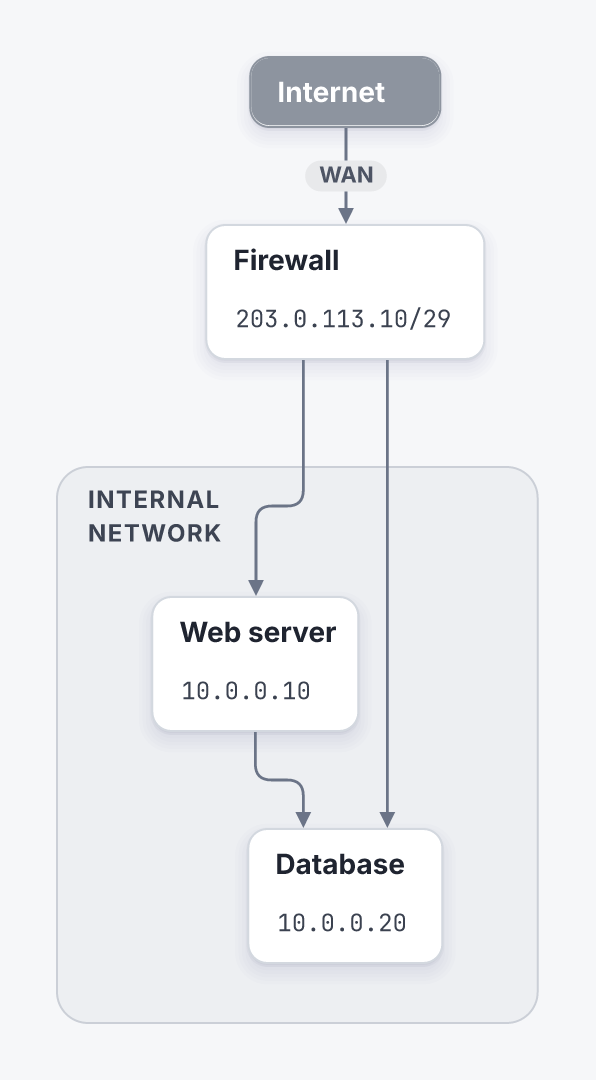 Internet
WAN
Firewall
203.0.113.10/29
INTERNAL
NETWORK
Web server
10.0.0.10
Database
10.0.0.20